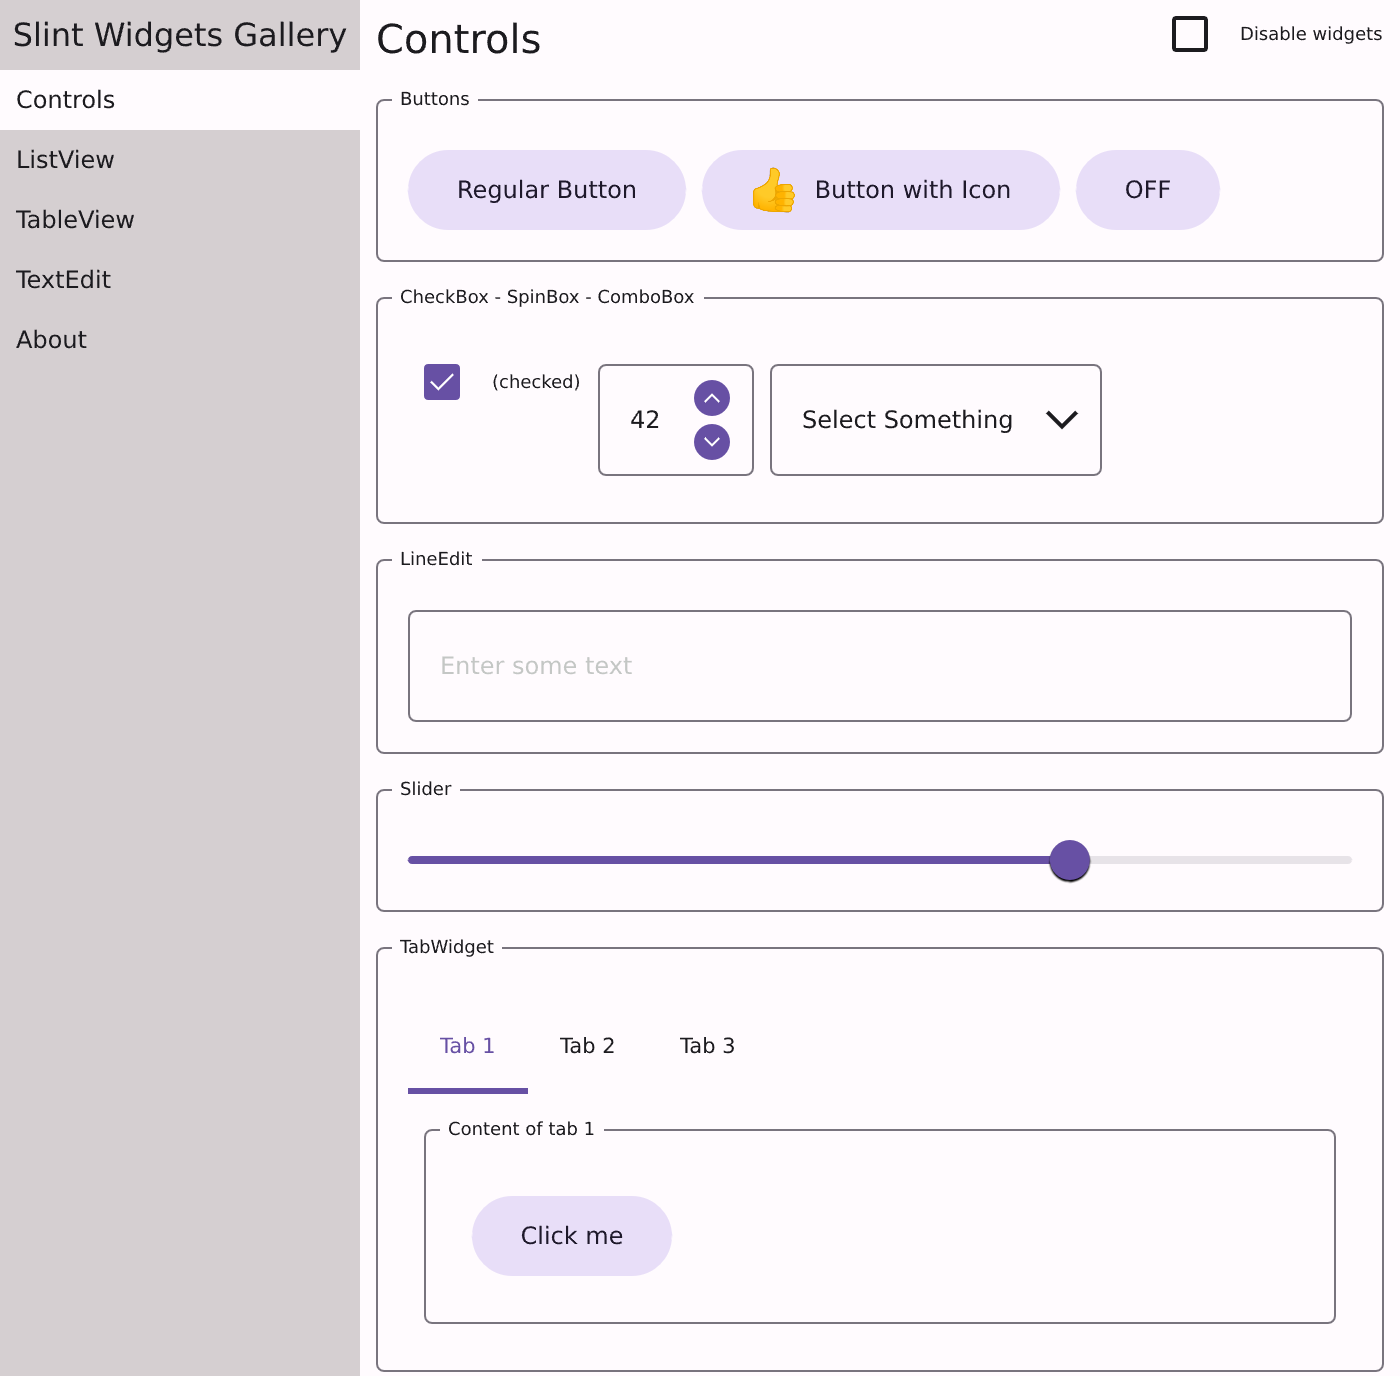 Slint Widgets Gallery
Controls
ListView
TableView
TextEdit
About
Controls
Disable widgets
Buttons
Regular Button
Button with Icon
OFF
CheckBox - SpinBox - ComboBox
(checked)
42
Select Something
LineEdit
Enter some text
Slider
TabWidget
Tab 1
Tab 2
Tab 3
Content of tab 1
Click me